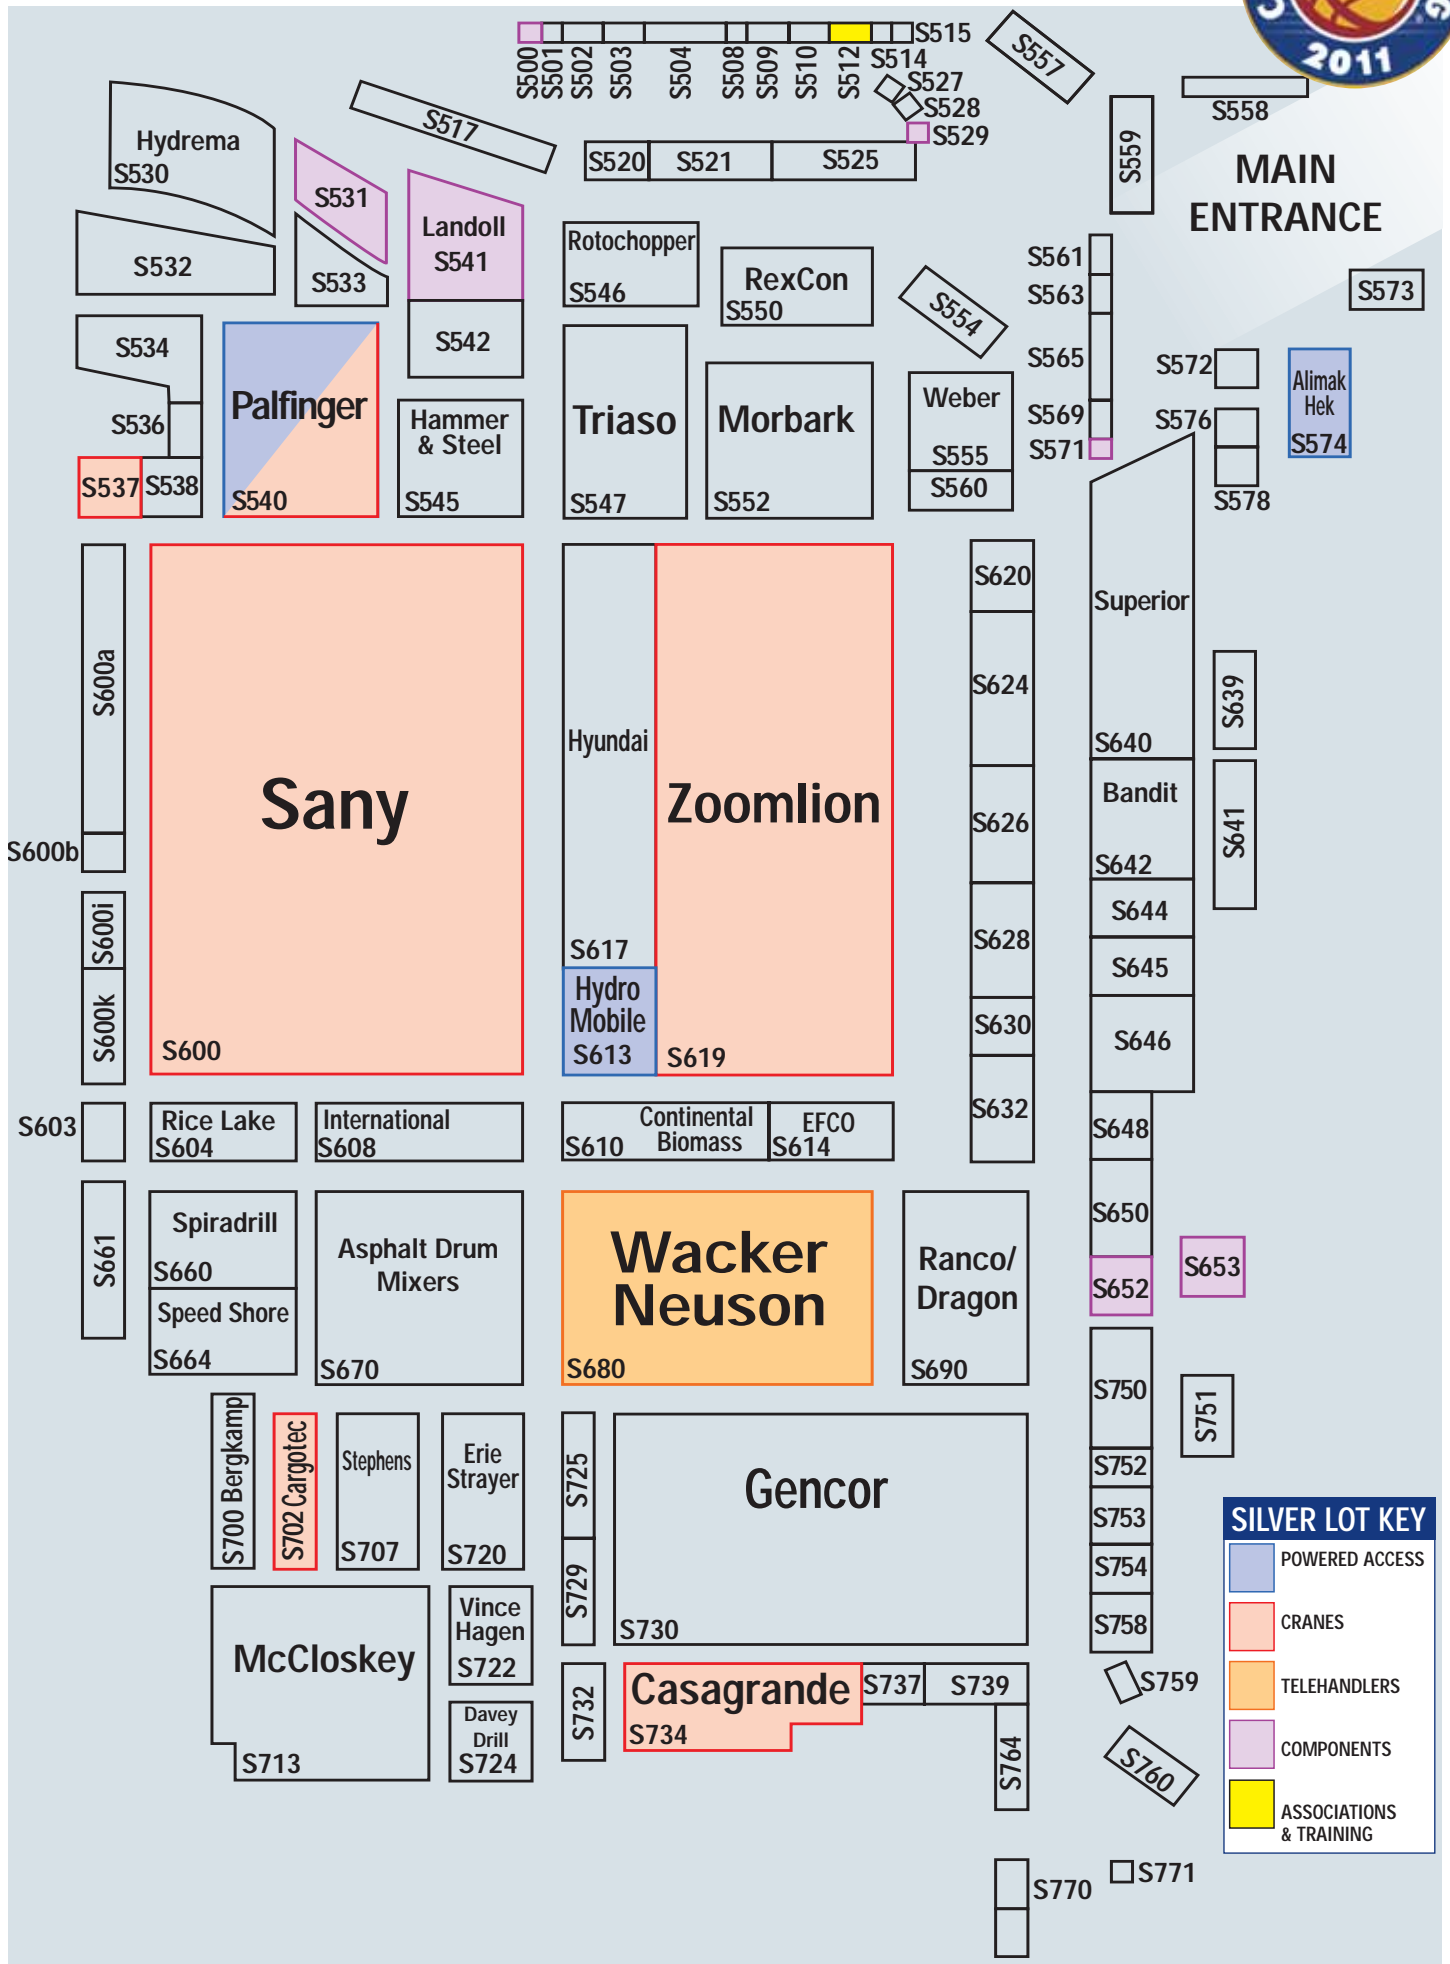 2011
S515
S500
S501
S502
S503
S504
S508
S509
S510
S512
S514
S527
S528
S529
S557
S558
S559
MAIN
ENTRANCE
S517
S520
S521
S525
Hydrema
S530
S531
S532
S533
Landoll
S541
S542
Rotochopper
S546
RexCon
S550
S554
S561
S563
S565
S569
S571
S573
S572
S576
S578
Alimak
Hek
S574
S534
S536
S537
S538
Palfinger
S540
Hammer
& Steel
S545
Triaso
S547
Morbark
S552
Weber
S555
S560
S600a
S600b
S600i
S600k
Sany
S600
Hyundai
S617
Hydro
Mobile
S613
Zoomlion
S619
S620
S624
S626
S628
S630
S632
Superior
S640
Bandit
S642
S644
S645
S646
S639
S641
S603
Rice Lake
S604
International
S608
Continental
Biomass
S610
EFCO
S614
S648
S650
S652
S653
S661
Spiradrill
S660
Speed Shore
S664
Asphalt Drum
Mixers
S670
Wacker
Neuson
S680
Ranco/
Dragon
S690
S750
S751
S752
S753
S754
S758
S700 Bergkamp
S702 Cargotec
Stephens
S707
Erie
Strayer
S720
S725
S729
Gencor
S730
McCloskey
S713
Vince
Hagen
S722
Davey
Drill
S724
S732
Casagrande
S734
S737
S739
S764
S759
S760
S770
S771
SILVER LOT KEY
POWERED ACCESS
CRANES
TELEHANDLERS
COMPONENTS
ASSOCIATIONS
& TRAINING